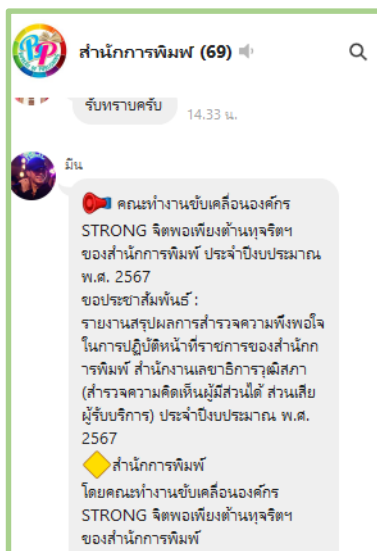 สำนักการพิมพ์ (69)
รับทราบครับ
14.33 น.
มีน
คณะทำงานขับเคลื่อนองค์กร
STRONG จิตพอเพียงต้านทุจริตฯ
ของสำนักการพิมพ์ ประจำปีงบประมาณ
พ.ศ. 2567
ขอประชาสัมพันธ์ :
รายงานสรุปผลการสำรวจความพึงพอใจ
ในการปฏิบัติหน้าที่ราชการของสำนักก
ารพิมพ์ สำนักงานเลขาธิการวุฒิสภา
(สำรวจความคิดเห็นผู้มีส่วนได้ ส่วนเสีย
ผู้รับบริการ) ประจำปีงบประมาณ พ.ศ.
2567
สำนักการพิมพ์
โดยคณะทำงานขับเคลื่อนองค์กร
STRONG จิตพอเพียงต้านทุจริตฯ
ของสำนักการพิมพ์